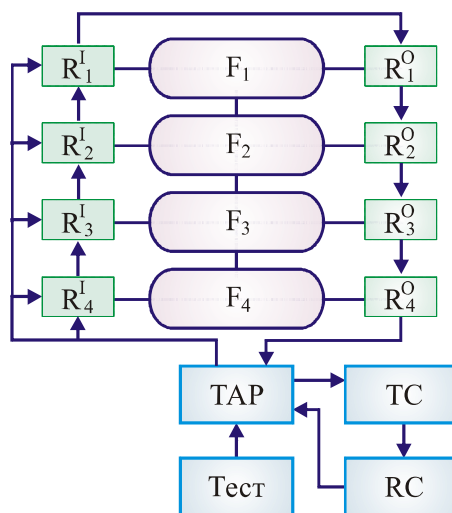 R₁ᴵ F₁ R₁ᴼ
R₂ᴵ F₂ R₂ᴼ
R₃ᴵ F₃ R₃ᴼ
R₄ᴵ F₄ R₄ᴼ
TAP TC
Тест RC